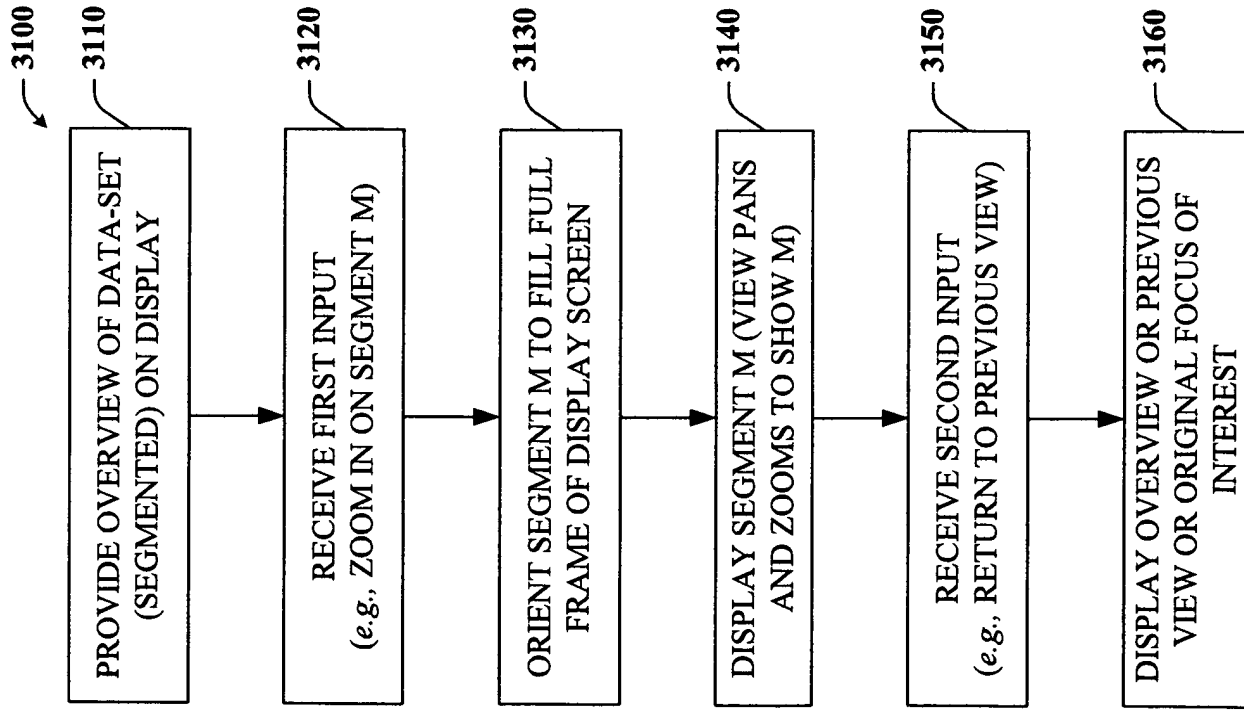 3100
3110
PROVIDE OVERVIEW OF DATA-SET
(SEGMENTED) ON DISPLAY
3120
RECEIVE FIRST INPUT
(e.g., ZOOM IN ON SEGMENT M)
3130
ORIENT SEGMENT M TO FILL FULL
FRAME OF DISPLAY SCREEN
3140
DISPLAY SEGMENT M (VIEW PANS
AND ZOOMS TO SHOW M)
3150
RECEIVE SECOND INPUT
(e.g., RETURN TO PREVIOUS VIEW)
3160
DISPLAY OVERVIEW OR PREVIOUS
VIEW OR ORIGINAL FOCUS OF
INTEREST